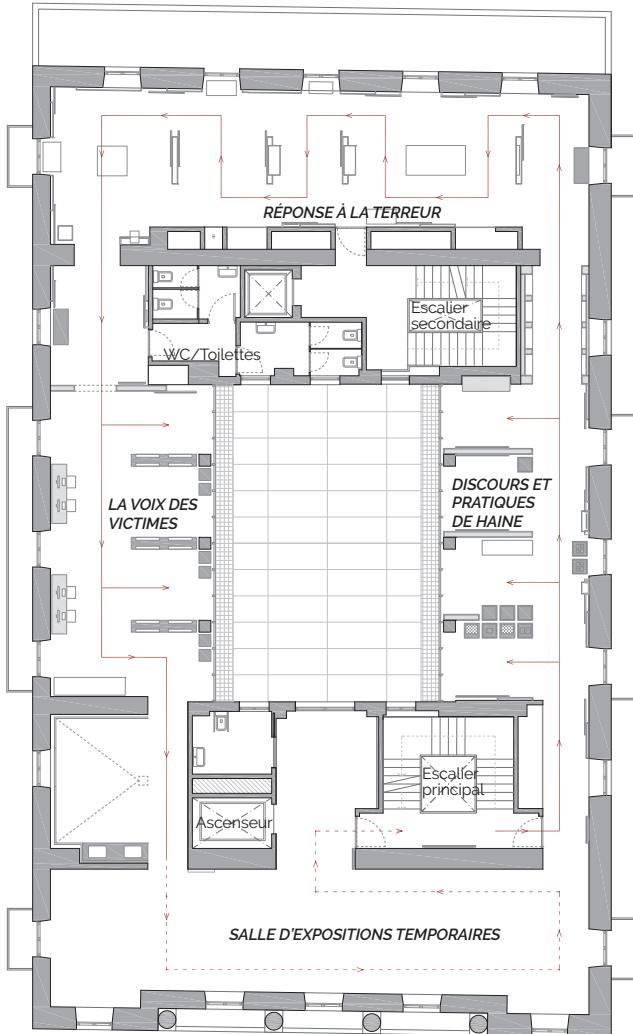 RÉPONSE À LA TERREUR
Escalier
secondaire
WC/Toilettes
LA VOIX DES
VICTIMES
DISCOURS ET
PRATIQUES
DE HAINE
Escalier
principal
Ascenseur
SALLE D'EXPOSITIONS TEMPORAIRES